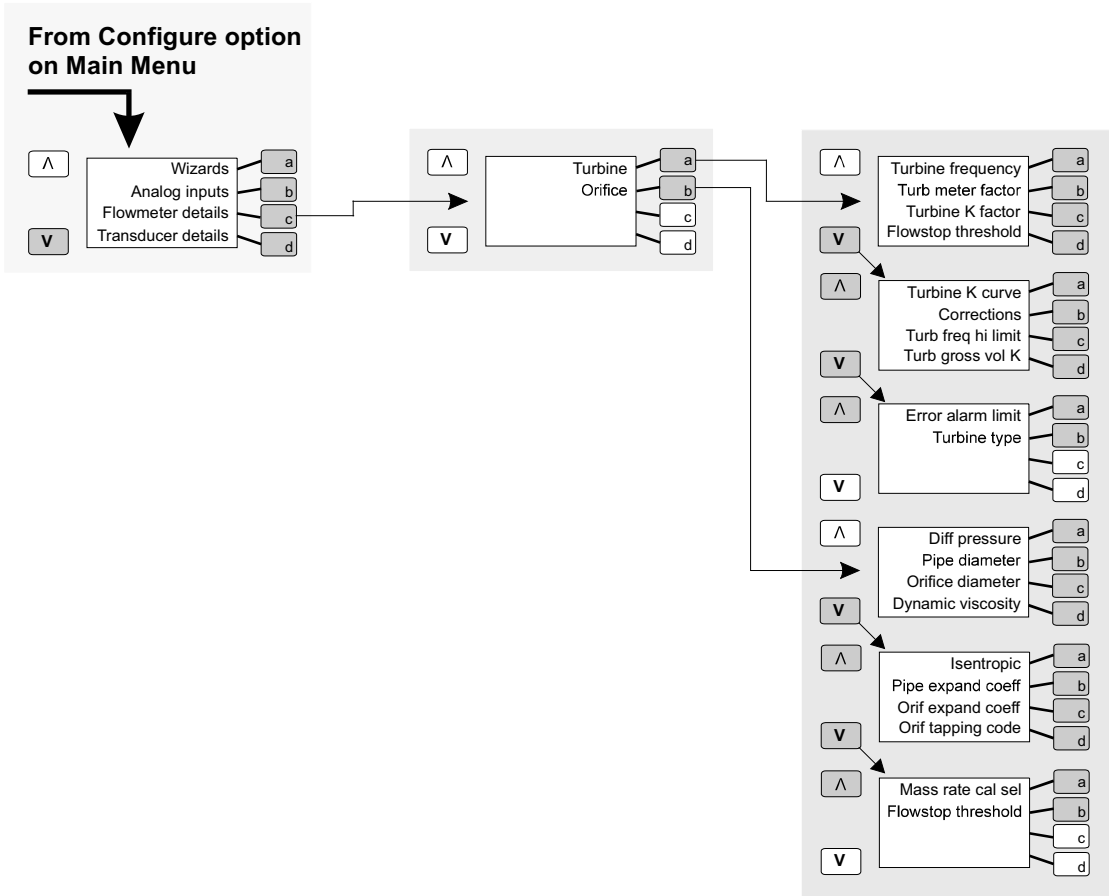 From Configure option
on Main Menu
Λ
Wizards a
Analog inputs b
Flowmeter details c
Transducer details d
V
Λ
Turbine a
Orifice b
c
d
V
Λ
Turbine frequency a
Turb meter factor b
Turbine K factor c
Flowstop threshold d
V
Λ
Turbine K curve a
Corrections b
Turb freq hi limit c
Turb gross vol K d
V
Λ
Error alarm limit a
Turbine type b
c
d
V
Λ
Diff pressure a
Pipe diameter b
Orifice diameter c
Dynamic viscosity d
V
Λ
Isentropic a
Pipe expand coeff b
Orif expand coeff c
Orif tapping code d
V
Λ
Mass rate cal sel a
Flowstop threshold b
c
d
V